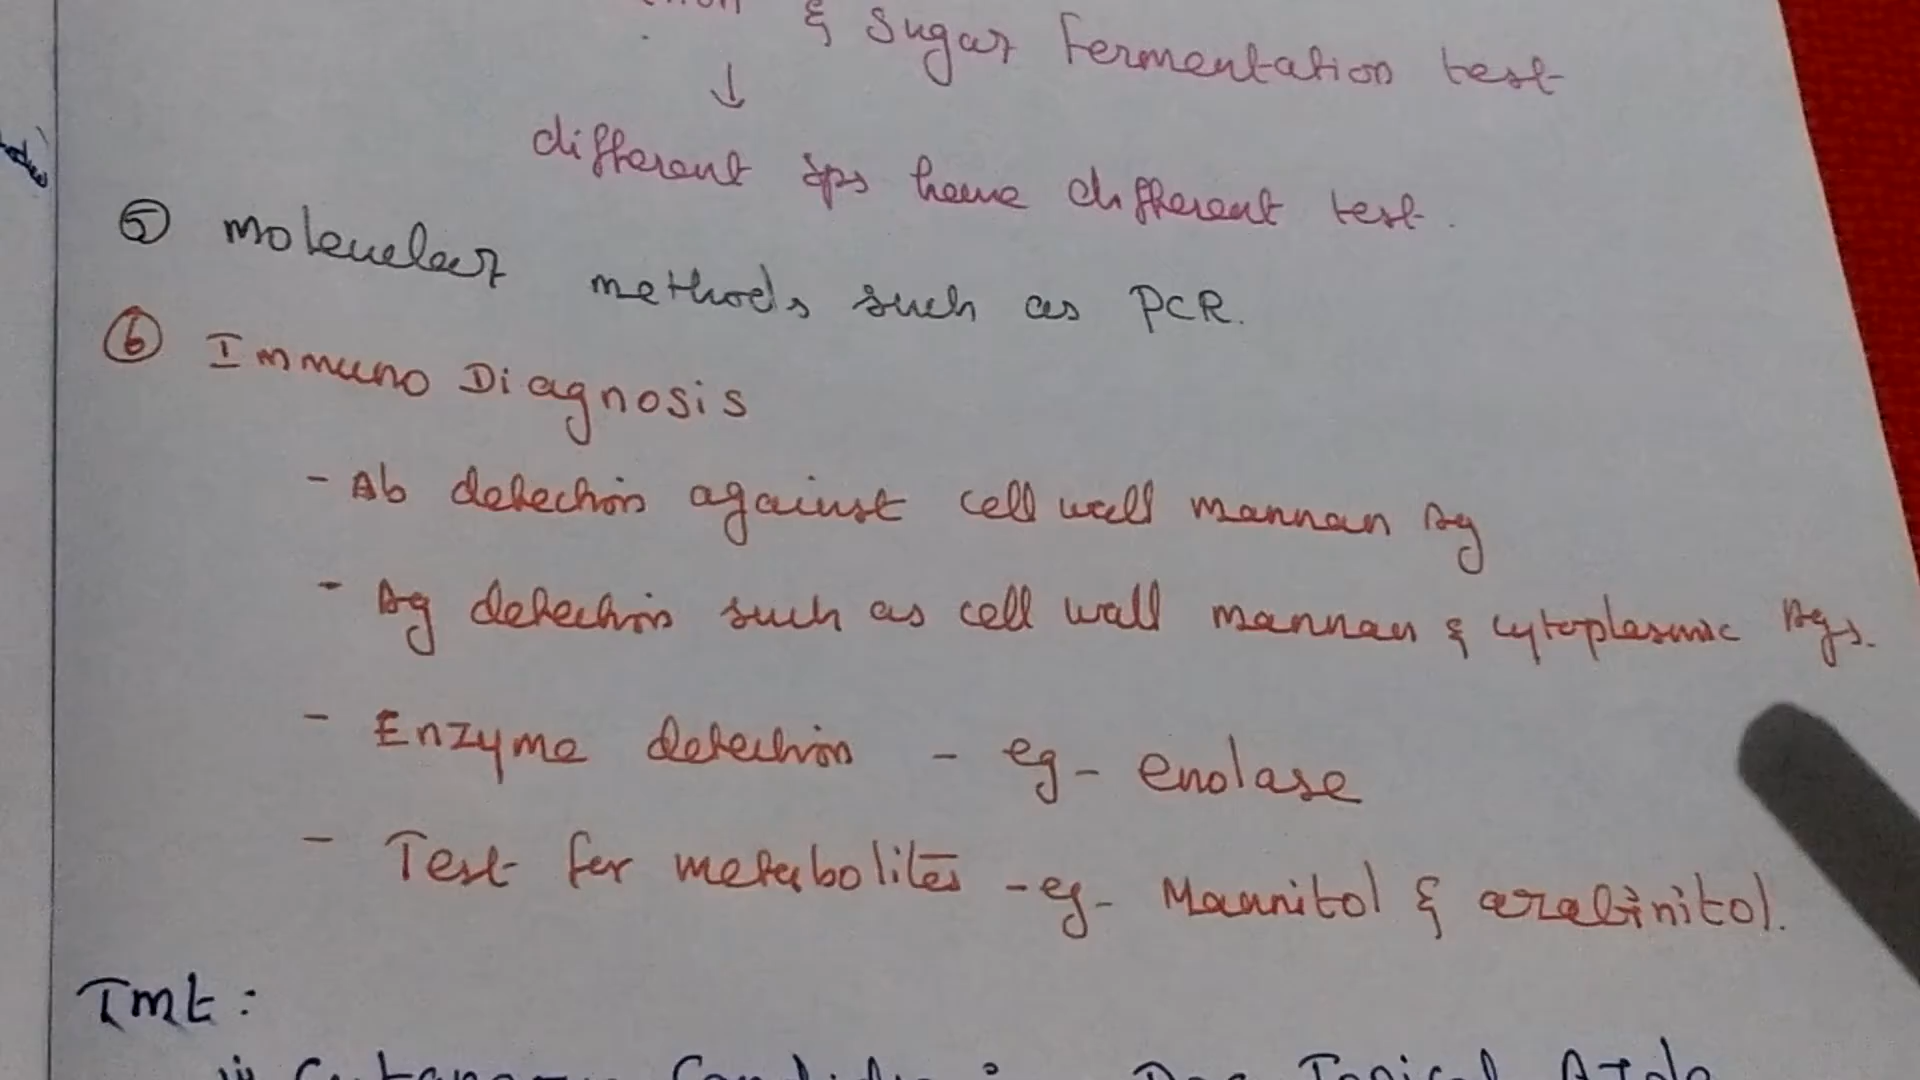 & Sugar Fermentation test
↓
different sps have different test.
⑤ Molecular methods such as PCR.
⑥ Immuno Diagnosis
- Ab detection against cell wall mannan Ag
- Ag detection such as cell wall mannan & cytoplasmic Ags.
- Enzyme detection - eg - enolase
- Test for metabolites - eg - Mannitol & arabinitol.
Tmt :
Topical Azole